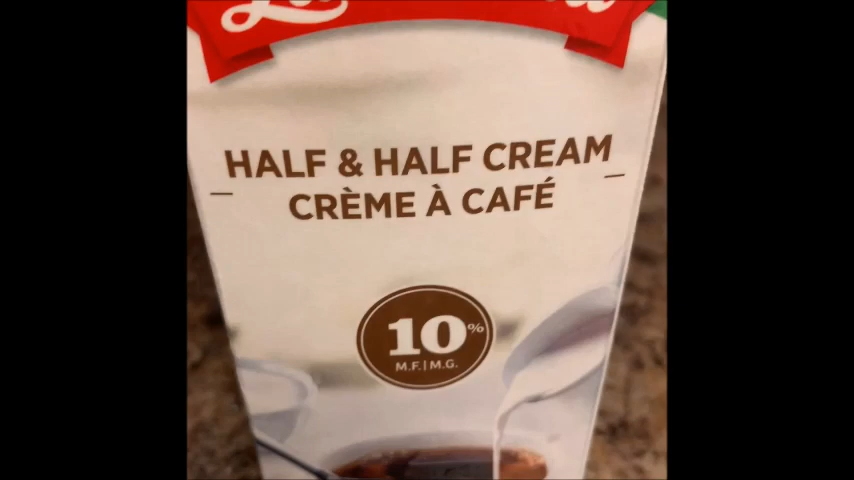 HALF & HALF CREAM
CRÈME À CAFÉ
10%
M.F. | M.G.